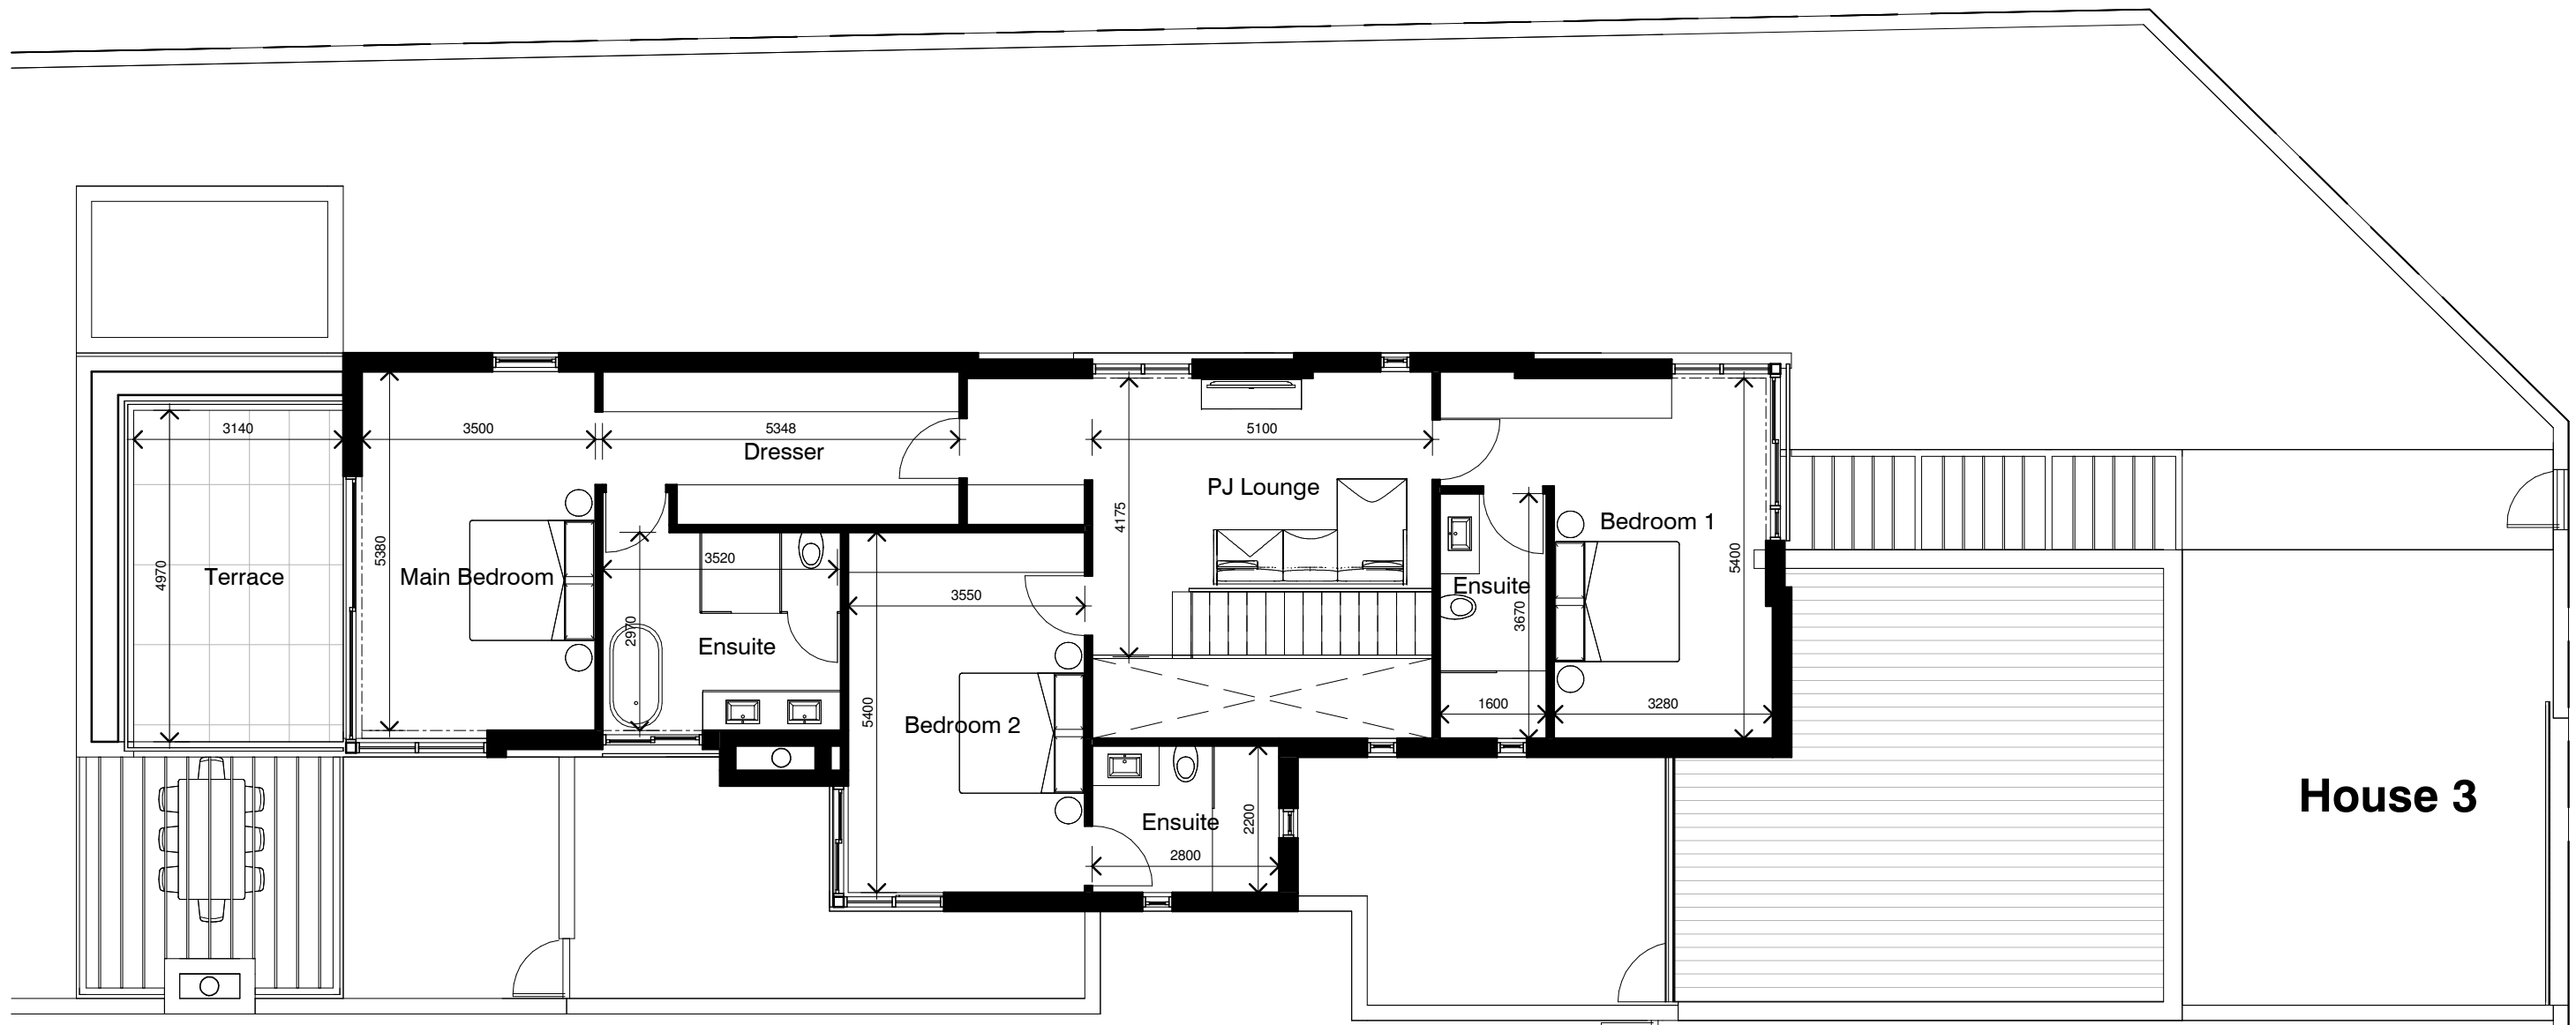 3140
3500
5348
5100
Dresser
PJ Lounge
4175
Bedroom 1
5380
3520
5400
4970
Terrace
Main Bedroom
Ensuite
3550
3670
2970
Ensuite
1600
3280
5400
Bedroom 2
House 3
Ensuite
2200
2800